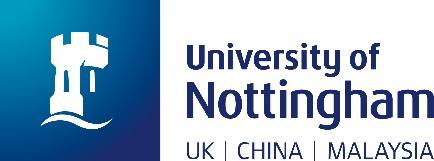 University of
Nottingham
UK | CHINA | MALAYSIA